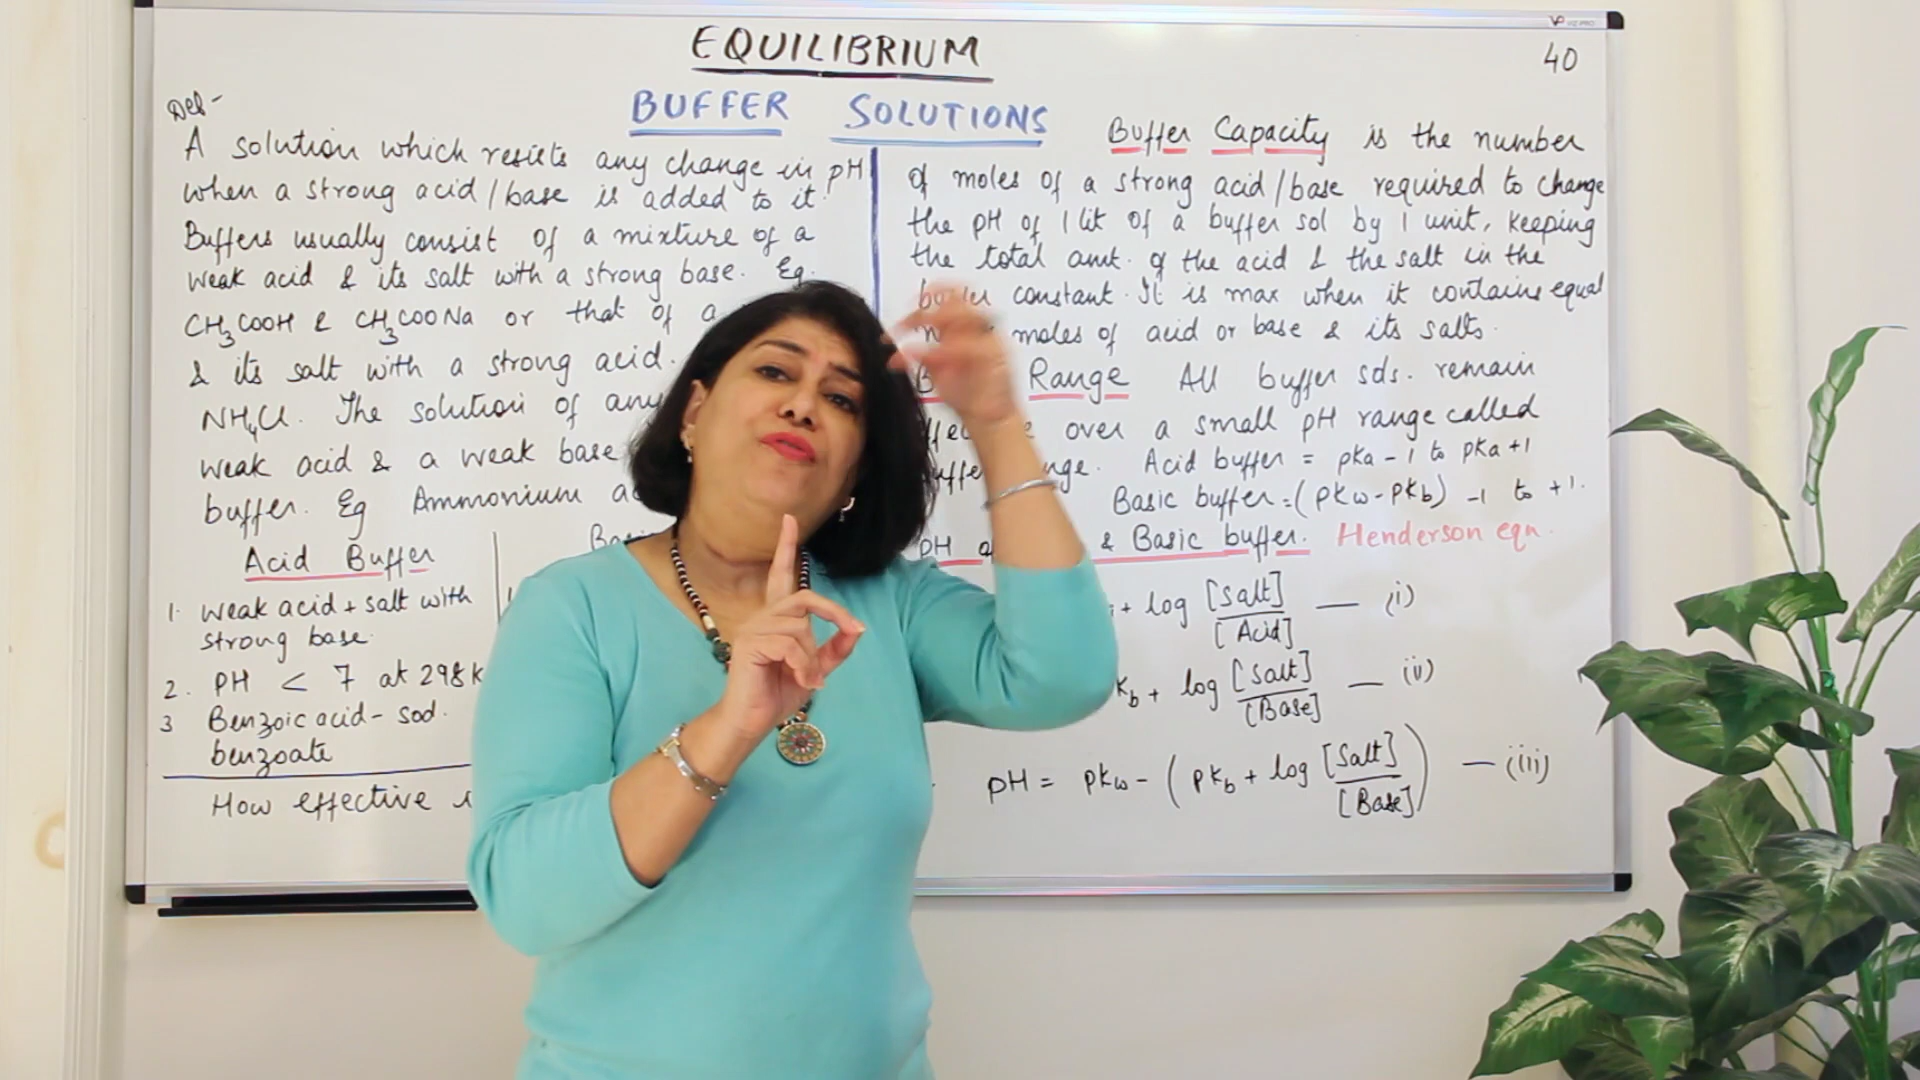 VP VIZ-PRO
EQUILIBRIUM
40
BUFFER SOLUTIONS
Def-
A solution which resists any change in pH
when a strong acid/base is added to it.
Buffers usually consist of a mixture of a
weak acid & its salt with a strong base. Eg.
CH3COOH & CH3COONa or that of a
& its salt with a strong acid.
NH4Cl. The solution of any
weak acid & a weak base
buffer. Eg Ammonium
Acid Buffer
1. weak acid + salt with
strong base.
2. PH < 7 at 298K
3 Benzoic acid - sod.
benzoate
How effective
Buffer Capacity is the number
of moles of a strong acid/base required to change
the pH of 1 lit of a buffer sol by 1 unit, keeping
the total amt. of the acid & the salt in the
constant. It is max when it contains equal
moles of acid or base & its salts.
Range All buffer sols. remain
over a small pH range called
Acid buffer = pKa - 1 to pKa + 1
Basic buffer = (pKw - pKb) -1 to +1.
pH & Basic buffer. Henderson eqn.
+ log [Salt]/[Acid] — (i)
Kb + log [Salt]/[Base] — (ii)
pH = pKw - (pKb + log [Salt]/[Base]) — (iii)